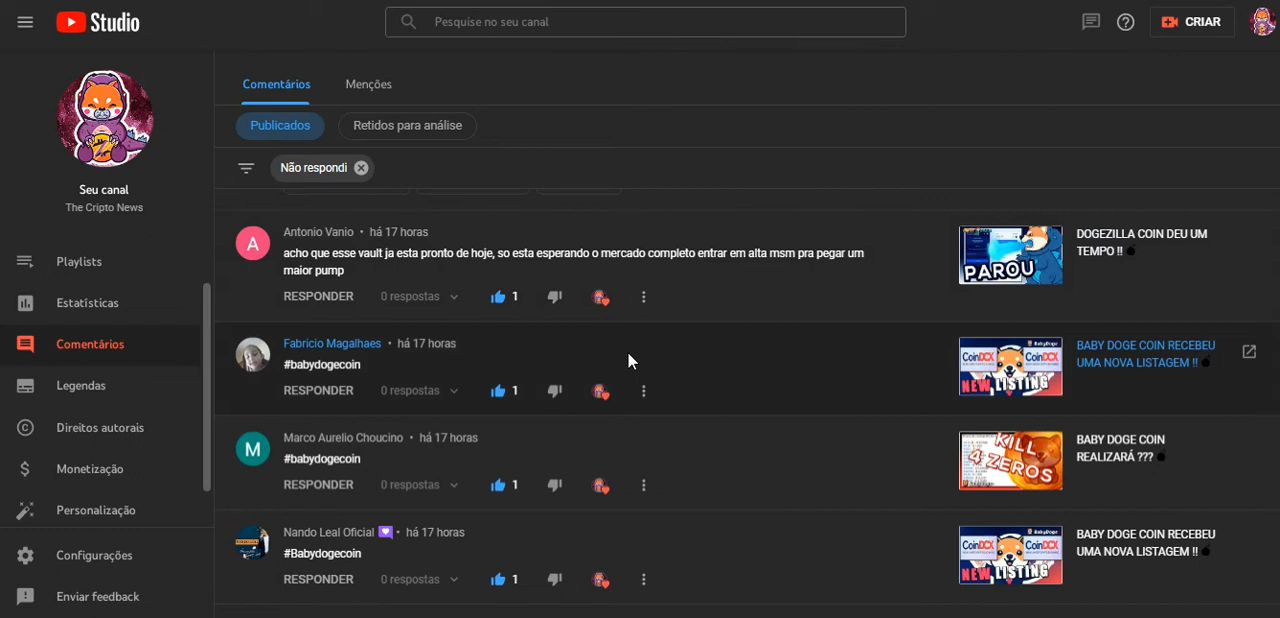 Studio
Pesquise no seu canal
CRIAR
Seu canal
The Cripto News
Playlists
Estatísticas
Comentários
Legendas
Direitos autorais
Monetização
Personalização
Configurações
Enviar feedback
Comentários Menções
Publicados Retidos para análise
Não respondi
A
Antonio Vanio • há 17 horas
acho que esse vault ja esta pronto de hoje, so esta esperando o mercado completo entrar em alta msm pra pegar um
maior pump
RESPONDER 0 respostas 1
PAROU
DOGEZILLA COIN DEU UM
TEMPO !!
Fabricio Magalhaes • há 17 horas
#babydogecoin
RESPONDER 0 respostas 1
BabyDoge
CoinDCX CoinDCX
NEW LISTING
BABY DOGE COIN RECEBEU
UMA NOVA LISTAGEM !!
M
Marco Aurelio Choucino • há 17 horas
#babydogecoin
RESPONDER 0 respostas 1
KILL
4 ZEROS
BABY DOGE COIN
REALIZARÁ ???
Nando Leal Oficial • há 17 horas
#Babydogecoin
RESPONDER 0 respostas 1
BabyDoge
CoinDCX CoinDCX
NEW LISTING
BABY DOGE COIN RECEBEU
UMA NOVA LISTAGEM !!